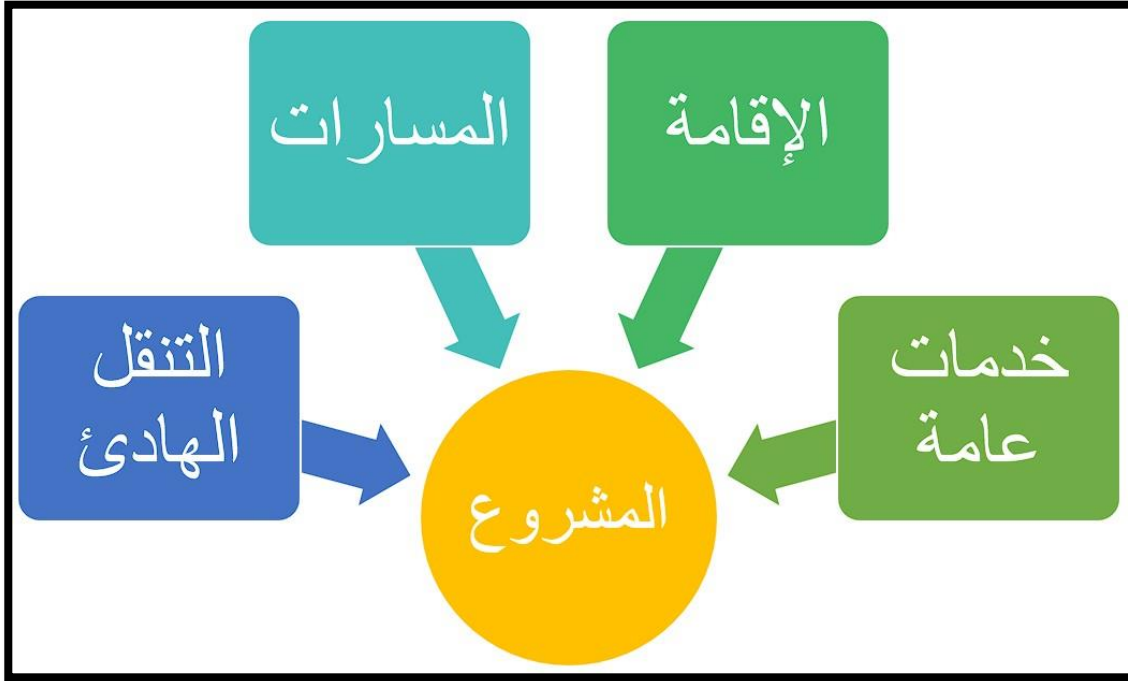 الإقامة
المسارات
خدمات
عامة
التنقل
الهادئ
المشروع